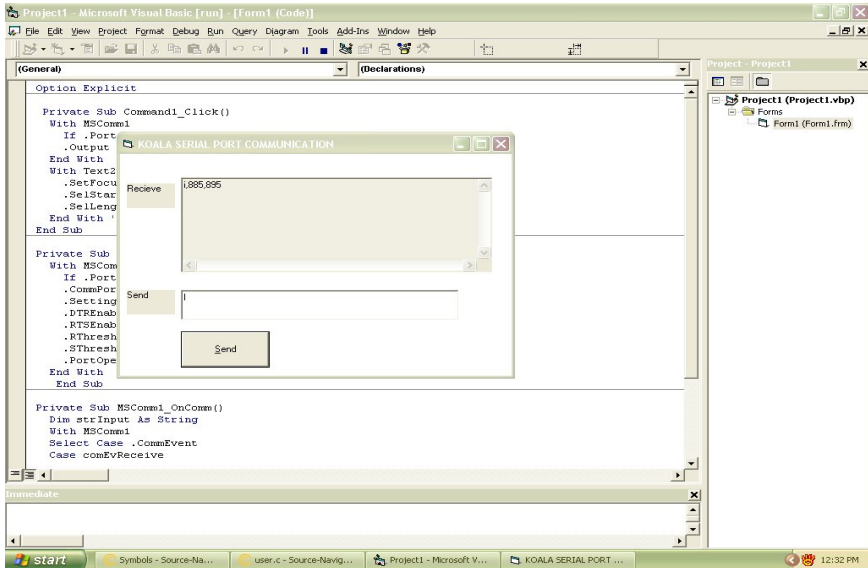 Project1 - Microsoft Visual Basic [run] - [Form1 (Code)]
File Edit View Project Format Debug Run Query Diagram Tools Add-Ins Window Help
(General)
(Declarations)
Option Explicit
Private Sub Command1_Click()
With MSComm1
If .Port
.Output
End With
With Text2
.SetFocu
.SelStar
.SelLeng
End With '
End Sub
Private Sub
With MSCom
If .Port
.CommPor
.Setting
.DTREnab
.RTSEnab
.RThresh
.SThresh
.PortOpe
End With
End Sub
Private Sub MSComm1_OnComm()
Dim strInput As String
With MSComm1
Select Case .CommEvent
Case comEvReceive
KOALA SERIAL PORT COMMUNICATION
Recieve
i,885,895
Send
Send
Project - Project1
Project1 (Project1.vbp)
Forms
Form1 (Form1.frm)
Immediate
start
Symbols - Source-Na...
user.c - Source-Navig...
Project1 - Microsoft V...
KOALA SERIAL PORT ...
12:32 PM